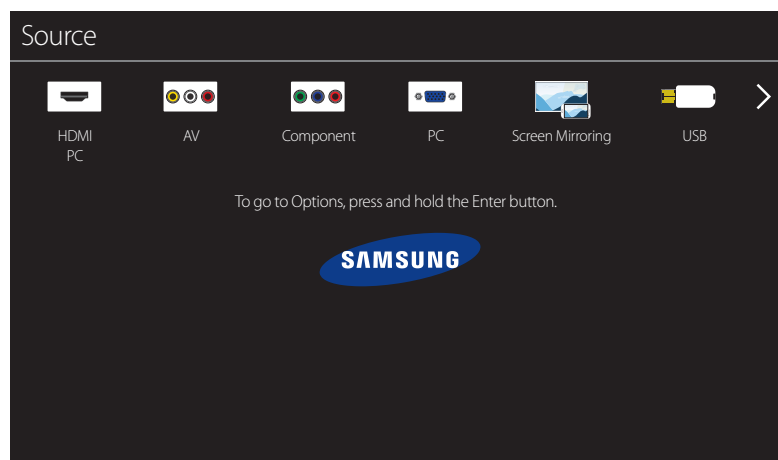 Source
HDMI
PC
AV
Component
PC
Screen Mirroring
USB
To go to Options, press and hold the Enter button.
SAMSUNG